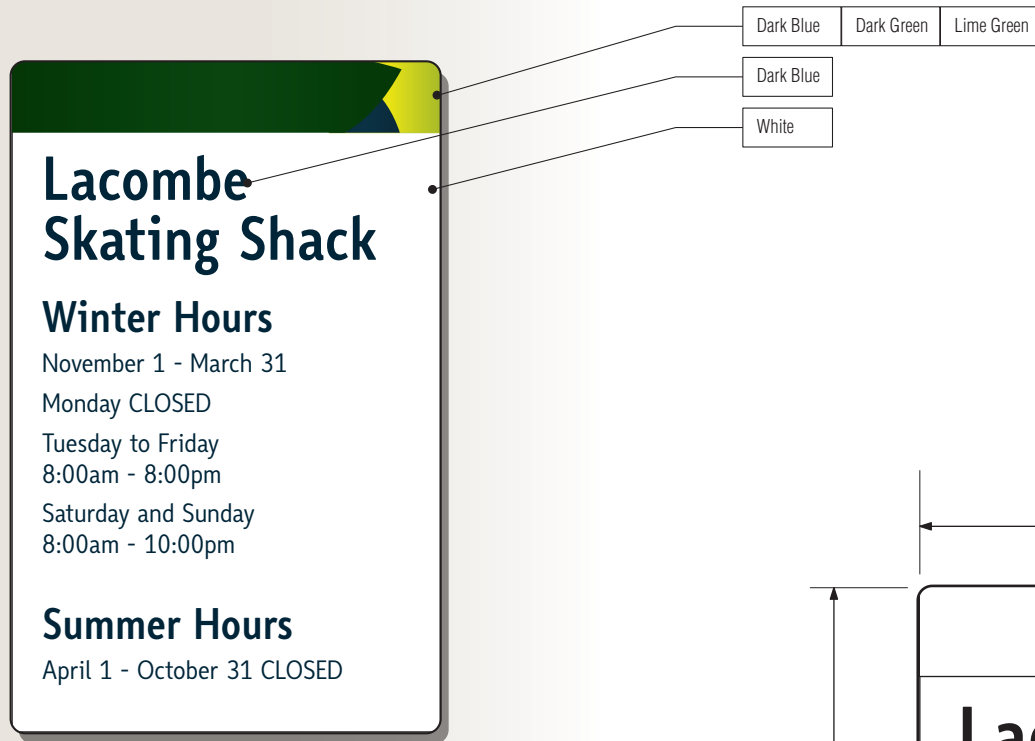 Dark Blue Dark Green Lime Green
Dark Blue
White
Lacombe
Skating Shack
Winter Hours
November 1 - March 31
Monday CLOSED
Tuesday to Friday
8:00am - 8:00pm
Saturday and Sunday
8:00am - 10:00pm
Summer Hours
April 1 - October 31 CLOSED